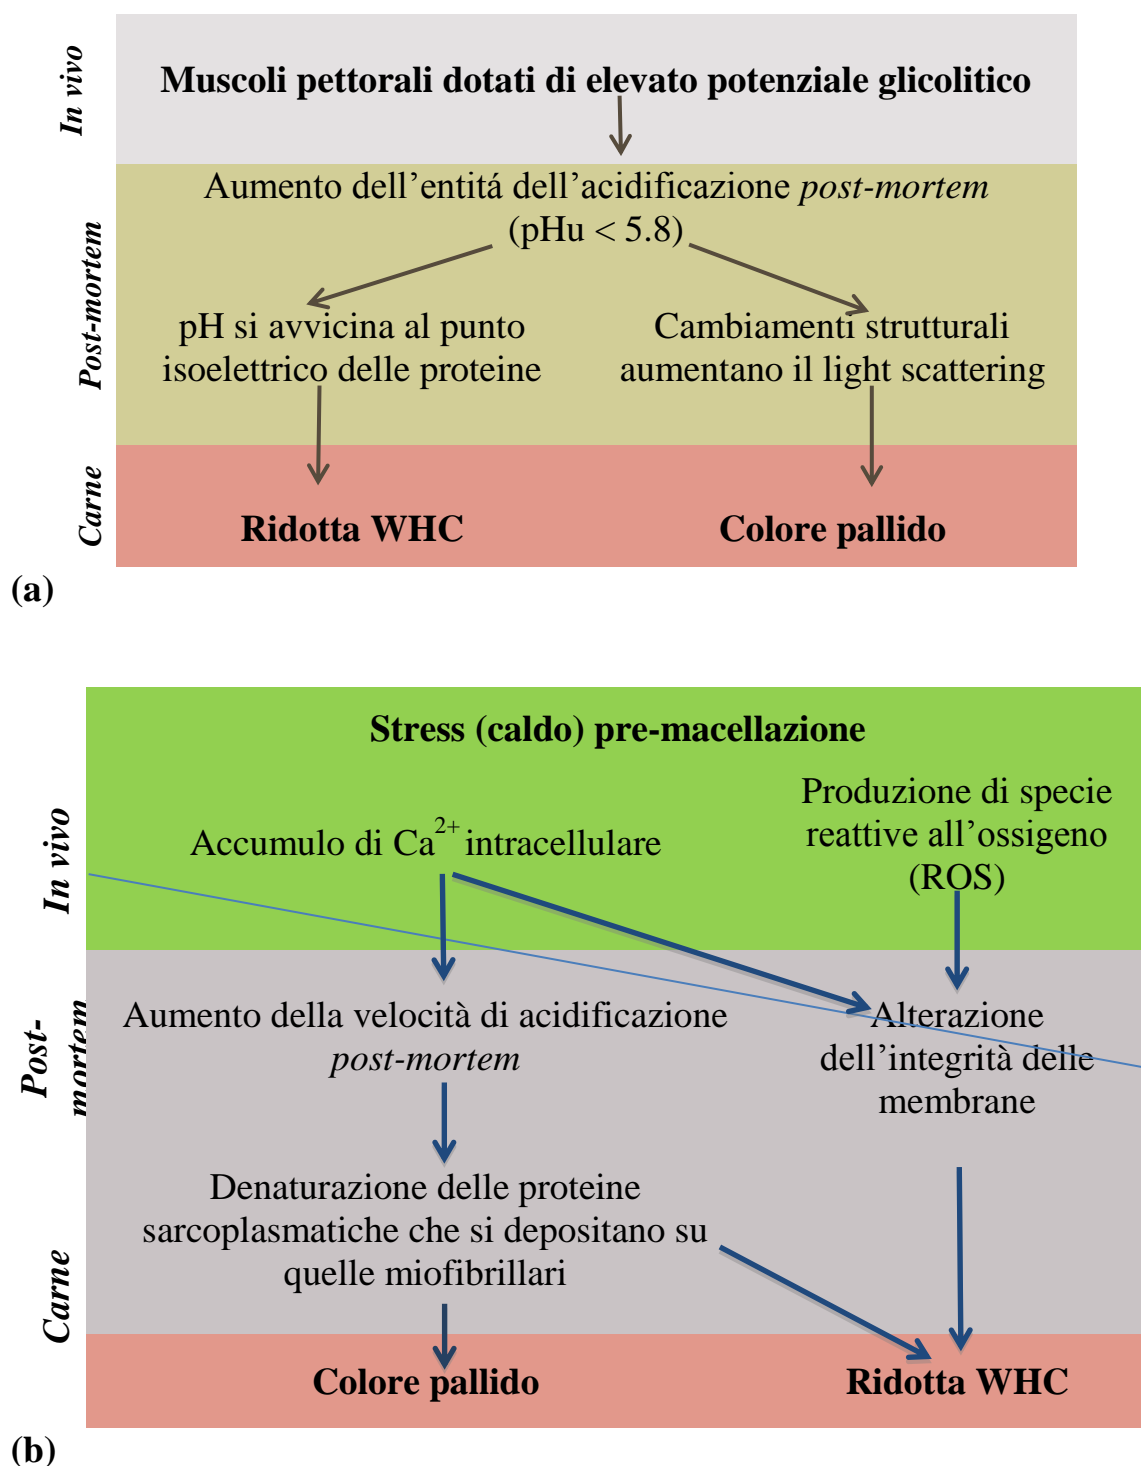 In vivo
Muscoli pettorali dotati di elevato potenziale glicolitico
Post-mortem
Aumento dell’entitá dell’acidificazione post-mortem
(pHu < 5.8)
pH si avvicina al punto
isoelettrico delle proteine
Cambiamenti strutturali
aumentano il light scattering
Carne
Ridotta WHC
Colore pallido
(a)
Stress (caldo) pre-macellazione
In vivo
Accumulo di Ca2+ intracellulare
Produzione di specie
reattive all’ossigeno
(ROS)
Post-
mortem
Aumento della velocità di acidificazione
post-mortem
Alterazione
dell’integrità delle
membrane
Denaturazione delle proteine
sarcoplasmatiche che si depositano su
quelle miofibrillari
Carne
Colore pallido
Ridotta WHC
(b)